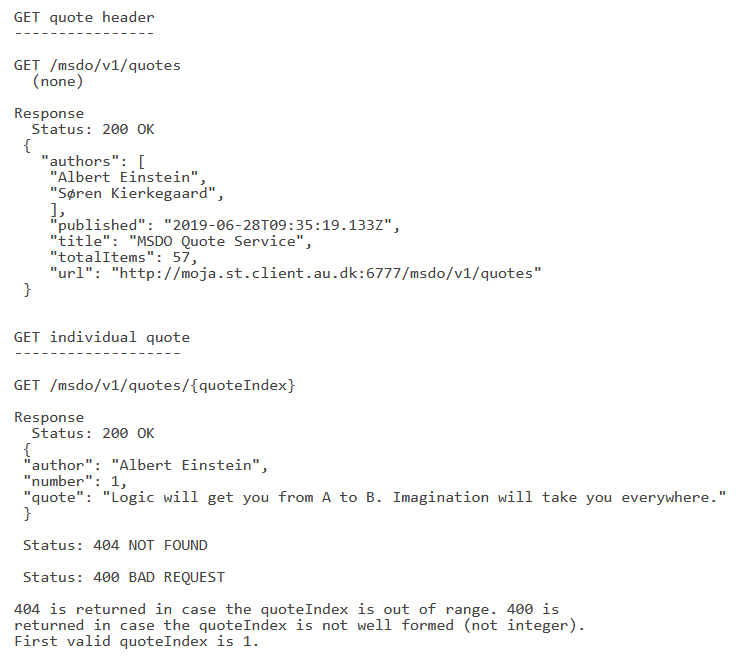 GET quote header
----------------
GET /msdo/v1/quotes
(none)
Response
Status: 200 OK
{
"authors": [
"Albert Einstein",
"Søren Kierkegaard",
],
"published": "2019-06-28T09:35:19.133Z",
"title": "MSDO Quote Service",
"totalItems": 57,
"url": "http://moja.st.client.au.dk:6777/msdo/v1/quotes"
}
GET individual quote
-------------------
GET /msdo/v1/quotes/{quoteIndex}
Response
Status: 200 OK
{
"author": "Albert Einstein",
"number": 1,
"quote": "Logic will get you from A to B. Imagination will take you everywhere."
}
Status: 404 NOT FOUND
Status: 400 BAD REQUEST
404 is returned in case the quoteIndex is out of range. 400 is
returned in case the quoteIndex is not well formed (not integer).
First valid quoteIndex is 1.